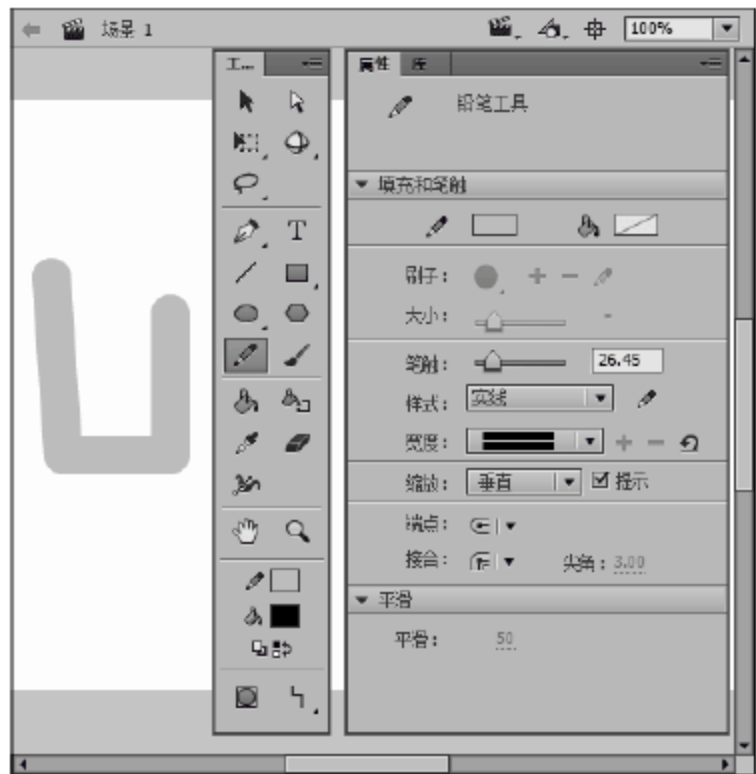 场景 1
100%
工...
属性 库
铅笔工具
填充和笔触
T
刷子：
大小：
-
笔触： 26.45
样式： 实线
宽度：
缩放： 垂直 提示
端点：
接合： 尖角： 3.00
平滑
平滑： 50